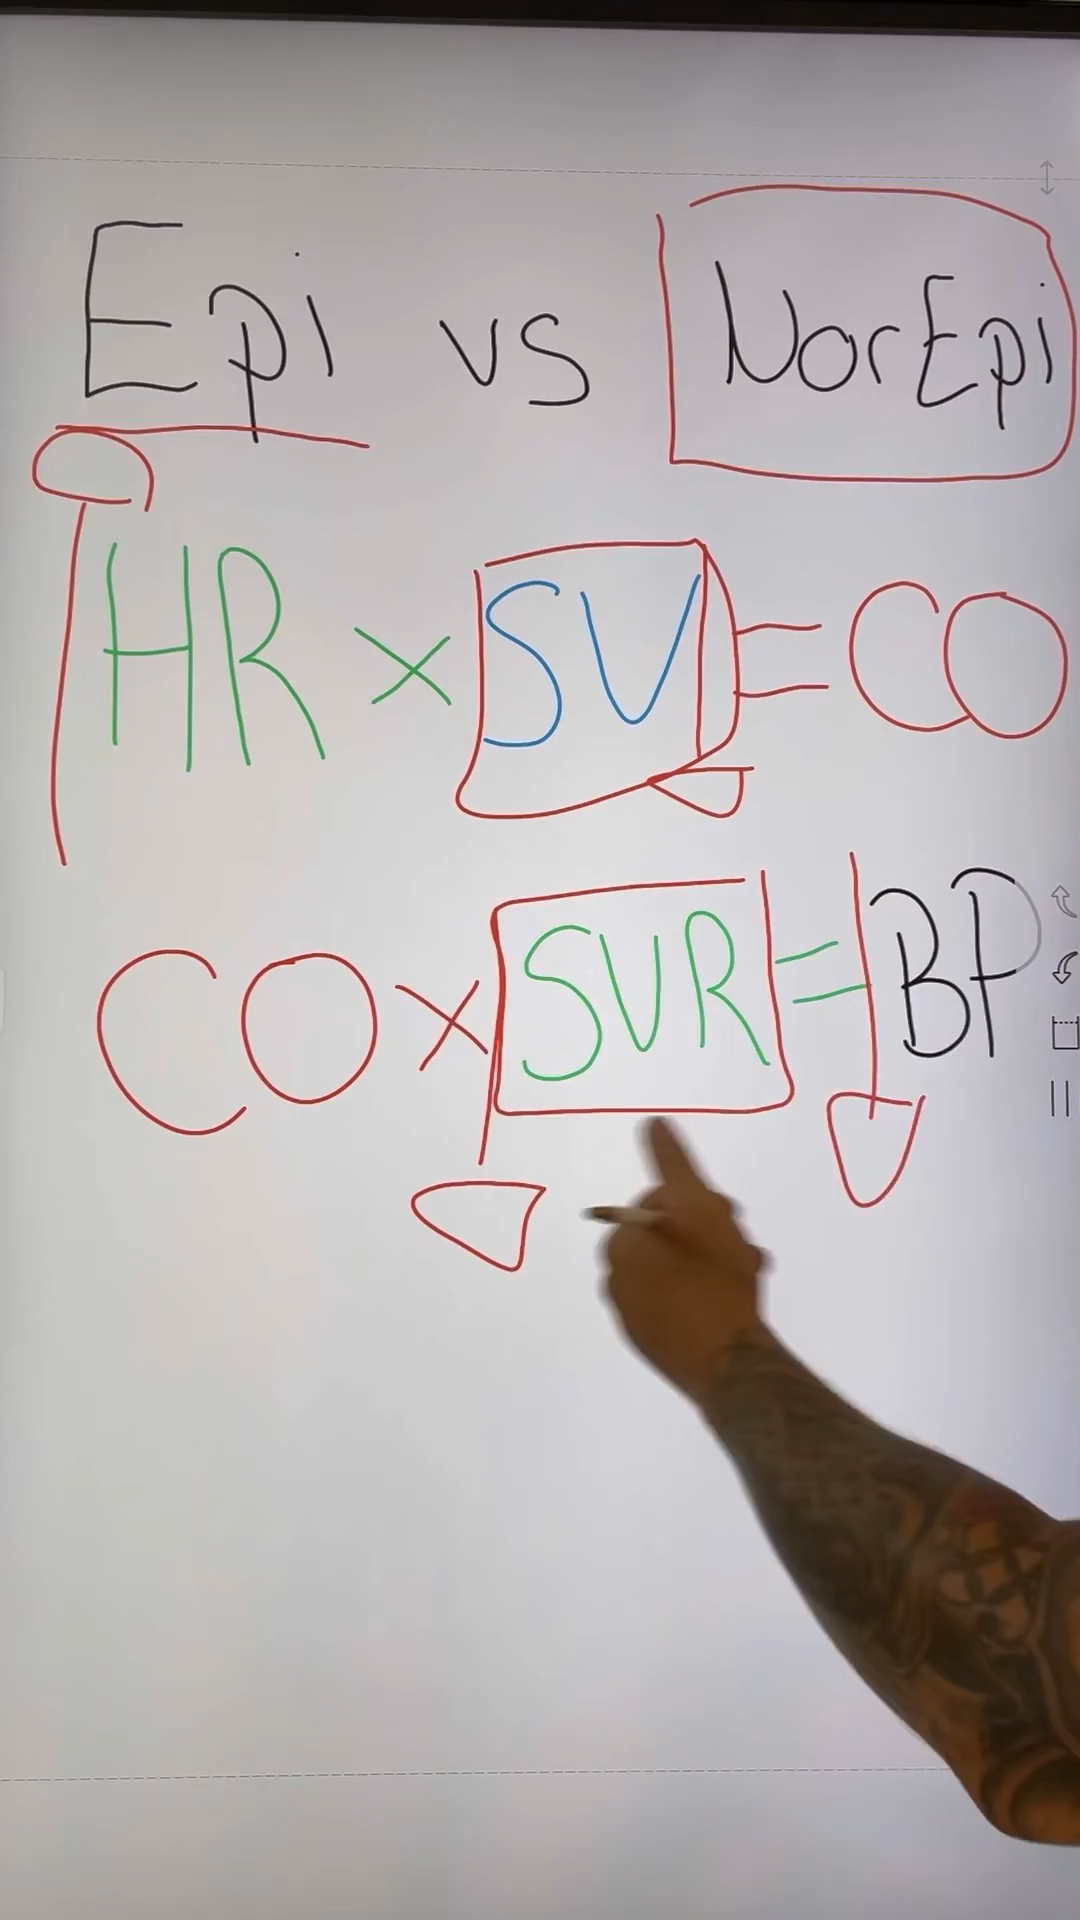 Epi vs NorEpi
HR × SV = CO
CO × SVR = BP